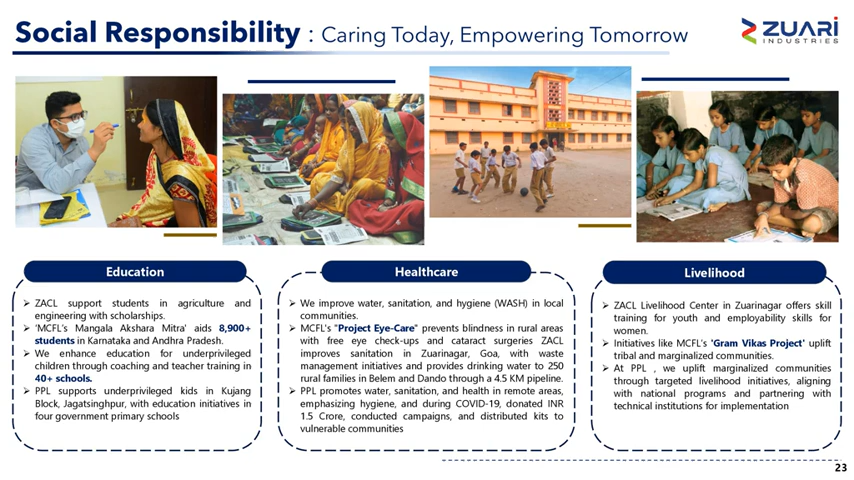 Social Responsibility : Caring Today, Empowering Tomorrow
ZUARI
INDUSTRIES
Education
➢ ZACL support students in agriculture and
engineering with scholarships.
➢ 'MCFL's Mangala Akshara Mitra' aids 8,900+
students in Karnataka and Andhra Pradesh.
➢ We enhance education for underprivileged
children through coaching and teacher training in
40+ schools.
➢ PPL supports underprivileged kids in Kujang
Block, Jagatsinghpur, with education initiatives in
four government primary schools
Healthcare
➢ We improve water, sanitation, and hygiene (WASH) in local
communities.
➢ MCFL's "Project Eye-Care" prevents blindness in rural areas
with free eye check-ups and cataract surgeries ZACL
improves sanitation in Zuarinagar, Goa, with waste
management initiatives and provides drinking water to 250
rural families in Belem and Dando through a 4.5 KM pipeline.
➢ PPL promotes water, sanitation, and health in remote areas,
emphasizing hygiene, and during COVID-19, donated INR
1.5 Crore, conducted campaigns, and distributed kits to
vulnerable communities
Livelihood
➢ ZACL Livelihood Center in Zuarinagar offers skill
training for youth and employability skills for
women.
➢ Initiatives like MCFL's 'Gram Vikas Project' uplift
tribal and marginalized communities.
➢ At PPL , we uplift marginalized communities
through targeted livelihood initiatives, aligning
with national programs and partnering with
technical institutions for implementation
23